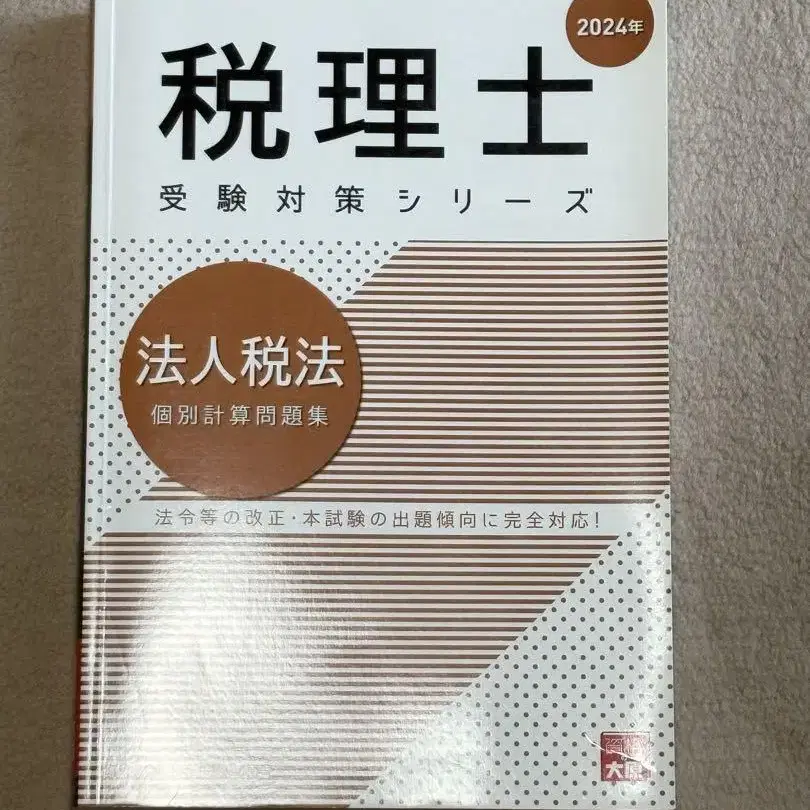 2024年
税理士
受験対策シリーズ
法人税法
個別計算問題集
法令等の改正・本試験の出題傾向に完全対応!
大原